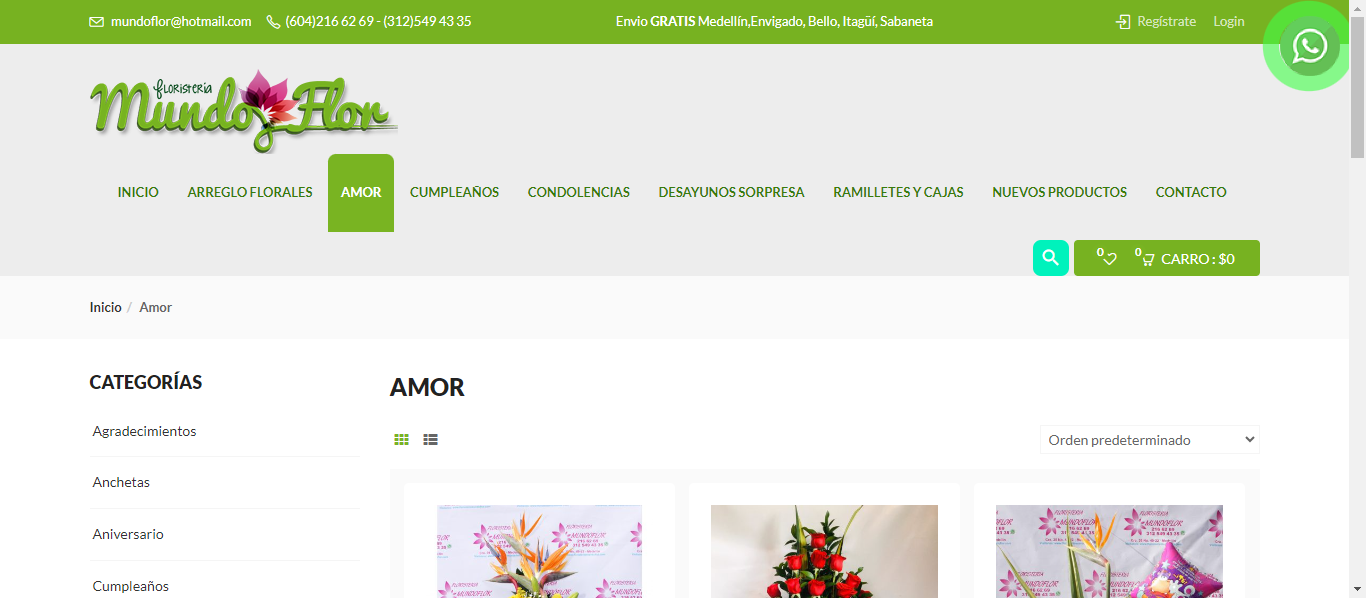 mundoflor@hotmail.com (604)216 62 69 - (312)549 43 35 Envio GRATIS Medellín,Envigado, Bello, Itagüí, Sabaneta Regístrate Login
FLORISTERIA
Mundo Flor
INICIO ARREGLO FLORALES AMOR CUMPLEAÑOS CONDOLENCIAS DESAYUNOS SORPRESA RAMILLETES Y CAJAS NUEVOS PRODUCTOS CONTACTO
0 0 CARRO : $0
Inicio / Amor
CATEGORÍAS
AMOR
Agradecimientos
Orden predeterminado
Anchetas
Aniversario
Cumpleaños